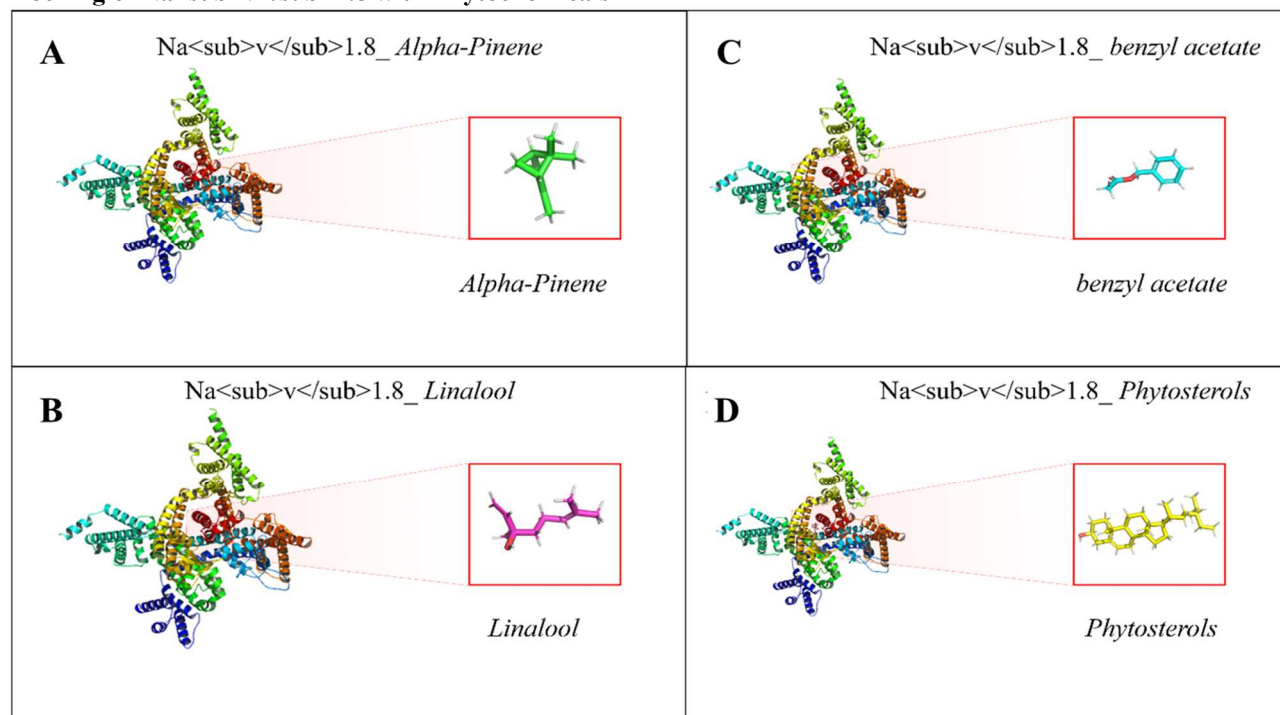 A
Na<sub>v</sub>1.8_ Alpha-Pinene
Alpha-Pinene
C
Na<sub>v</sub>1.8_ benzyl acetate
benzyl acetate
B
Na<sub>v</sub>1.8_ Linalool
Linalool
D
Na<sub>v</sub>1.8_ Phytosterols
Phytosterols